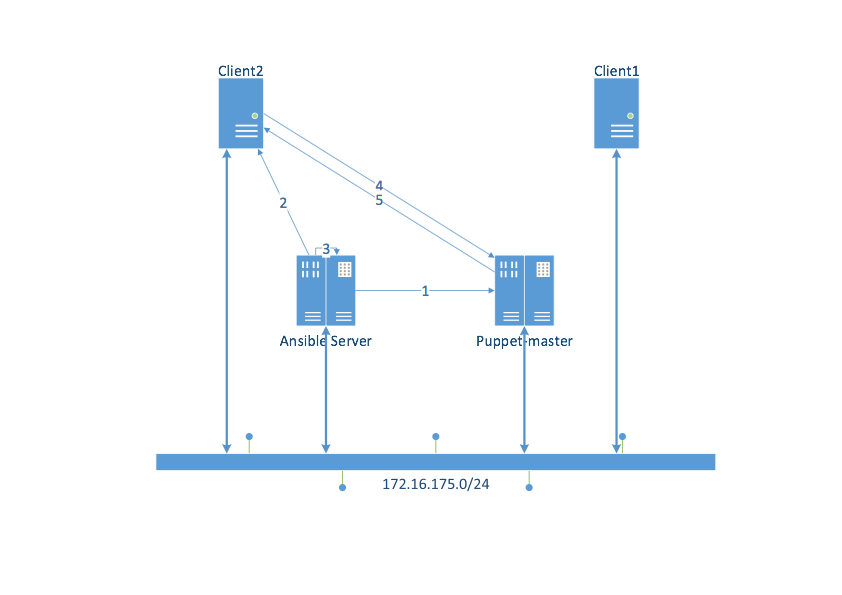 Client2
Client1
4
5
2
3
1
Ansible Server
Puppet-master
172.16.175.0/24